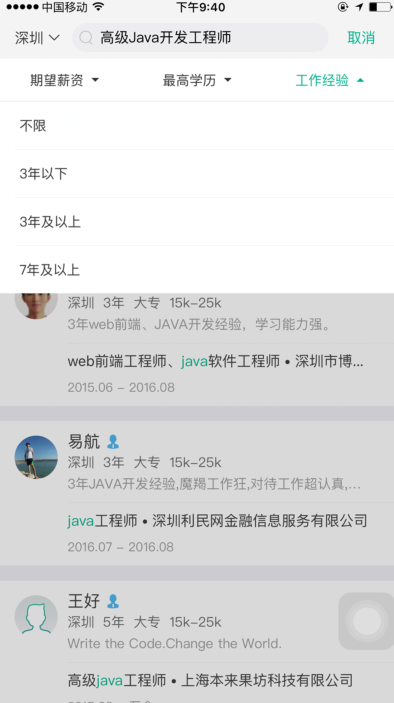 中国移动 下午9:40
深圳 高级Java开发工程师 取消
期望薪资 最高学历 工作经验
不限
3年以下
3年及以上
7年及以上
深圳 3年 大专 15k-25k
3年web前端、JAVA开发经验，学习能力强。
web前端工程师、java软件工程师 • 深圳市博...
2015.06 - 2016.08
易航
深圳 3年 大专 15k-25k
3年JAVA开发经验,魔羯工作狂,对待工作超认真,...
java工程师 • 深圳利民网金融信息服务有限公司
2016.07 - 2016.08
王好
深圳 5年 大专 15k-25k
Write the Code.Change the World.
高级java工程师 • 上海本来果坊科技有限公司